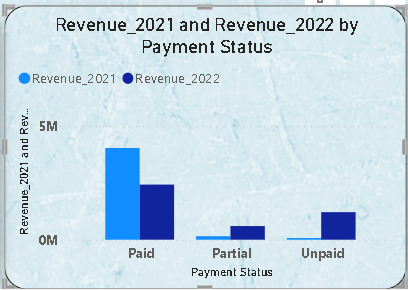 Revenue_2021 and Revenue_2022 by
Payment Status
Revenue_2021 Revenue_2022
Revenue_2021 and Rev...
5M
0M
Paid Partial Unpaid
Payment Status